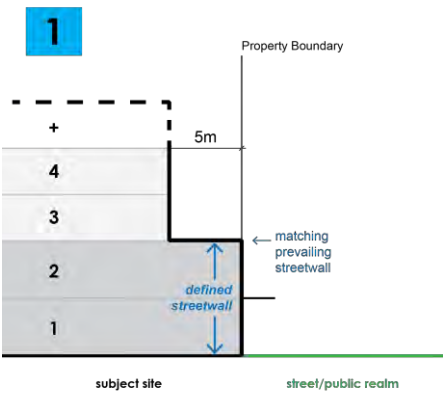 1
Property Boundary
+
5m
4
3
matching
prevailing
streetwall
2
defined
streetwall
1
subject site
street/public realm